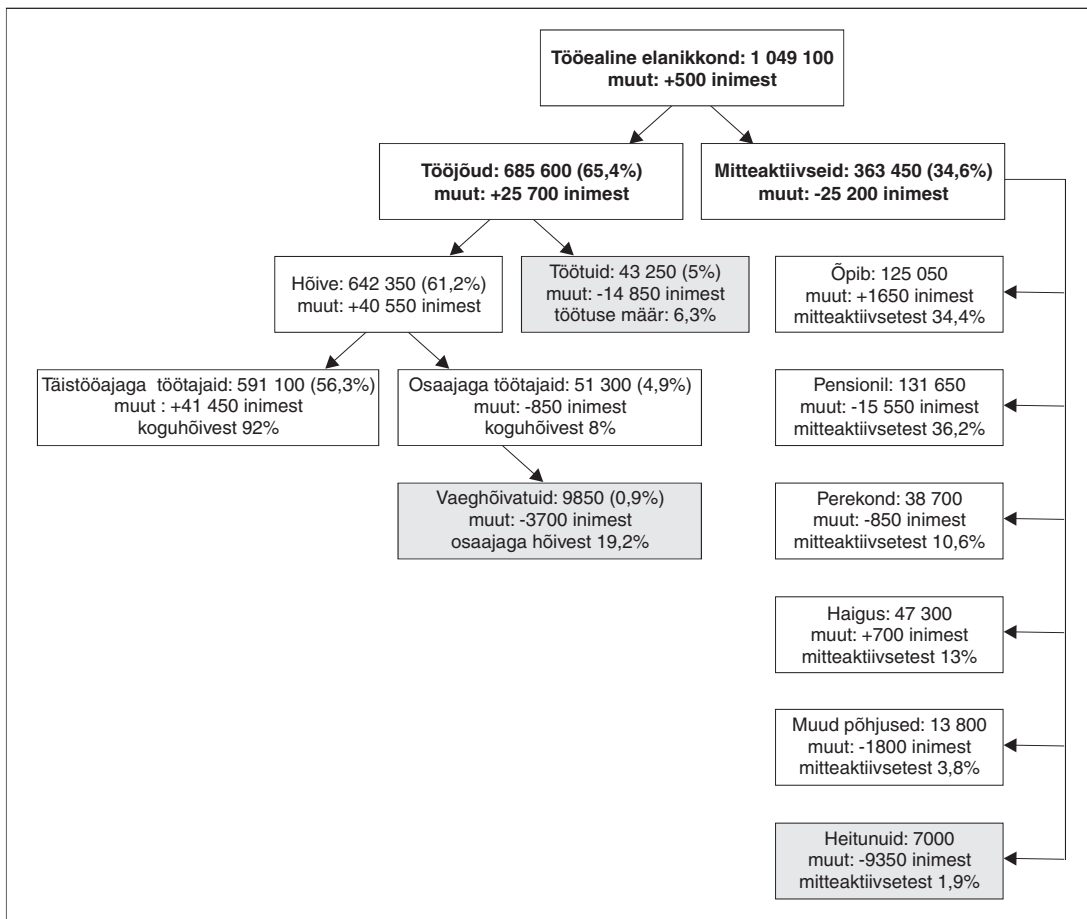 Tööealine elanikkond: 1 049 100
muut: +500 inimest
Tööjõud: 685 600 (65,4%)
muut: +25 700 inimest
Mitteaktiivseid: 363 450 (34,6%)
muut: -25 200 inimest
Hõive: 642 350 (61,2%)
muut: +40 550 inimest
Töötuid: 43 250 (5%)
muut: -14 850 inimest
töötuse määr: 6,3%
Õpib: 125 050
muut: +1650 inimest
mitteaktiivsetest 34,4%
Täistööajaga töötajaid: 591 100 (56,3%)
muut : +41 450 inimest
koguhõivest 92%
Osaajaga töötajaid: 51 300 (4,9%)
muut: -850 inimest
koguhõivest 8%
Pensionil: 131 650
muut: -15 550 inimest
mitteaktiivsetest 36,2%
Vaeghõivatuid: 9850 (0,9%)
muut: -3700 inimest
osaajaga hõivest 19,2%
Perekond: 38 700
muut: -850 inimest
mitteaktiivsetest 10,6%
Haigus: 47 300
muut: +700 inimest
mitteaktiivsetest 13%
Muud põhjused: 13 800
muut: -1800 inimest
mitteaktiivsetest 3,8%
Heitunuid: 7000
muut: -9350 inimest
mitteaktiivsetest 1,9%